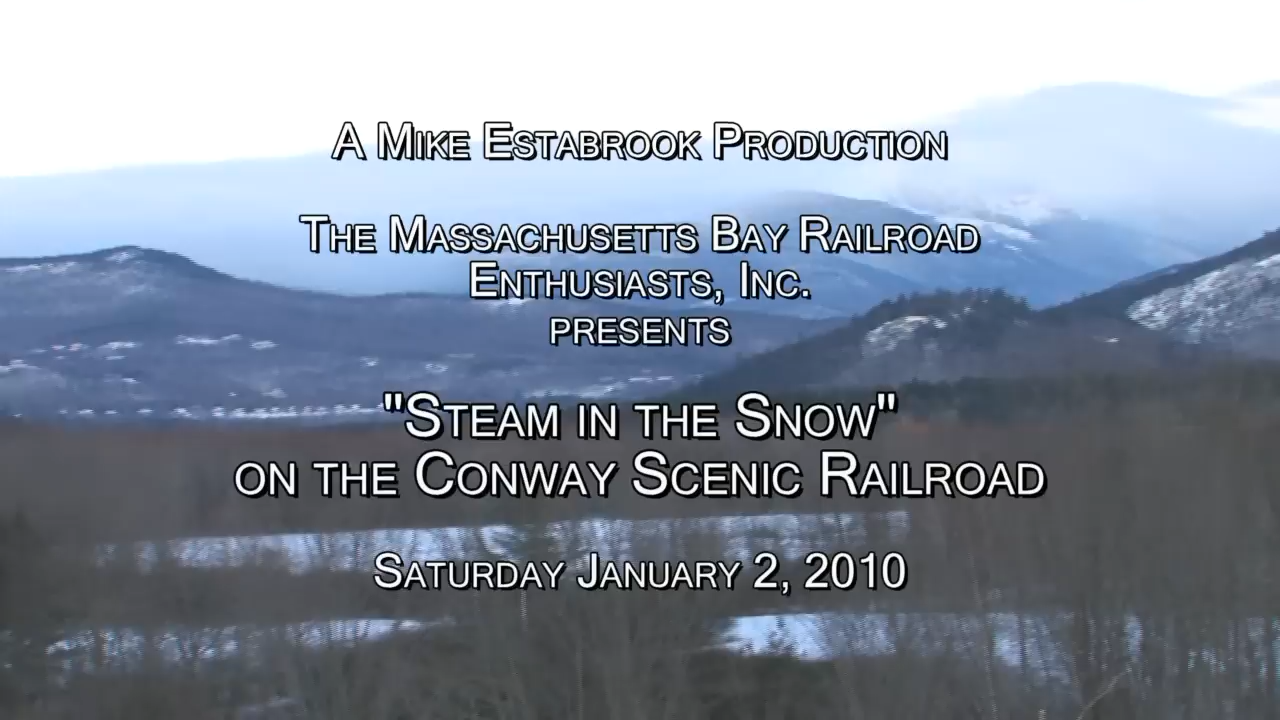 A Mike Estabrook Production
The Massachusetts Bay Railroad
Enthusiasts, Inc.
presents
"Steam in the Snow"
on the Conway Scenic Railroad
Saturday January 2, 2010